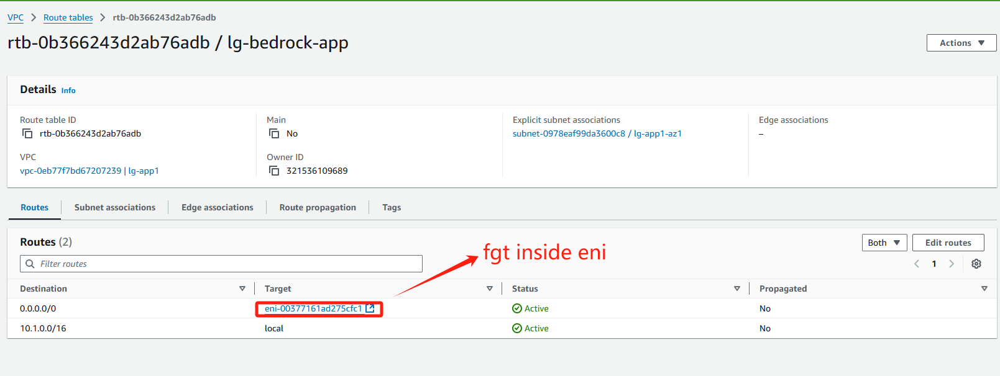 VPC > Route tables > rtb-0b366243d2ab76adb
rtb-0b366243d2ab76adb / lg-bedrock-app
Actions
Details Info
Route table ID
rtb-0b366243d2ab76adb
Main
No
Explicit subnet associations
subnet-0978eaf99da3600c8 / lg-app1-az1
Edge associations
–
VPC
vpc-0eb77f7bd67207239 | lg-app1
Owner ID
321536109689
Routes Subnet associations Edge associations Route propagation Tags
Routes (2)
Both Edit routes
Filter routes
1
fgt inside eni
Destination Target Status Propagated
0.0.0.0/0 eni-00377161ad275cfc1 Active No
10.1.0.0/16 local Active No